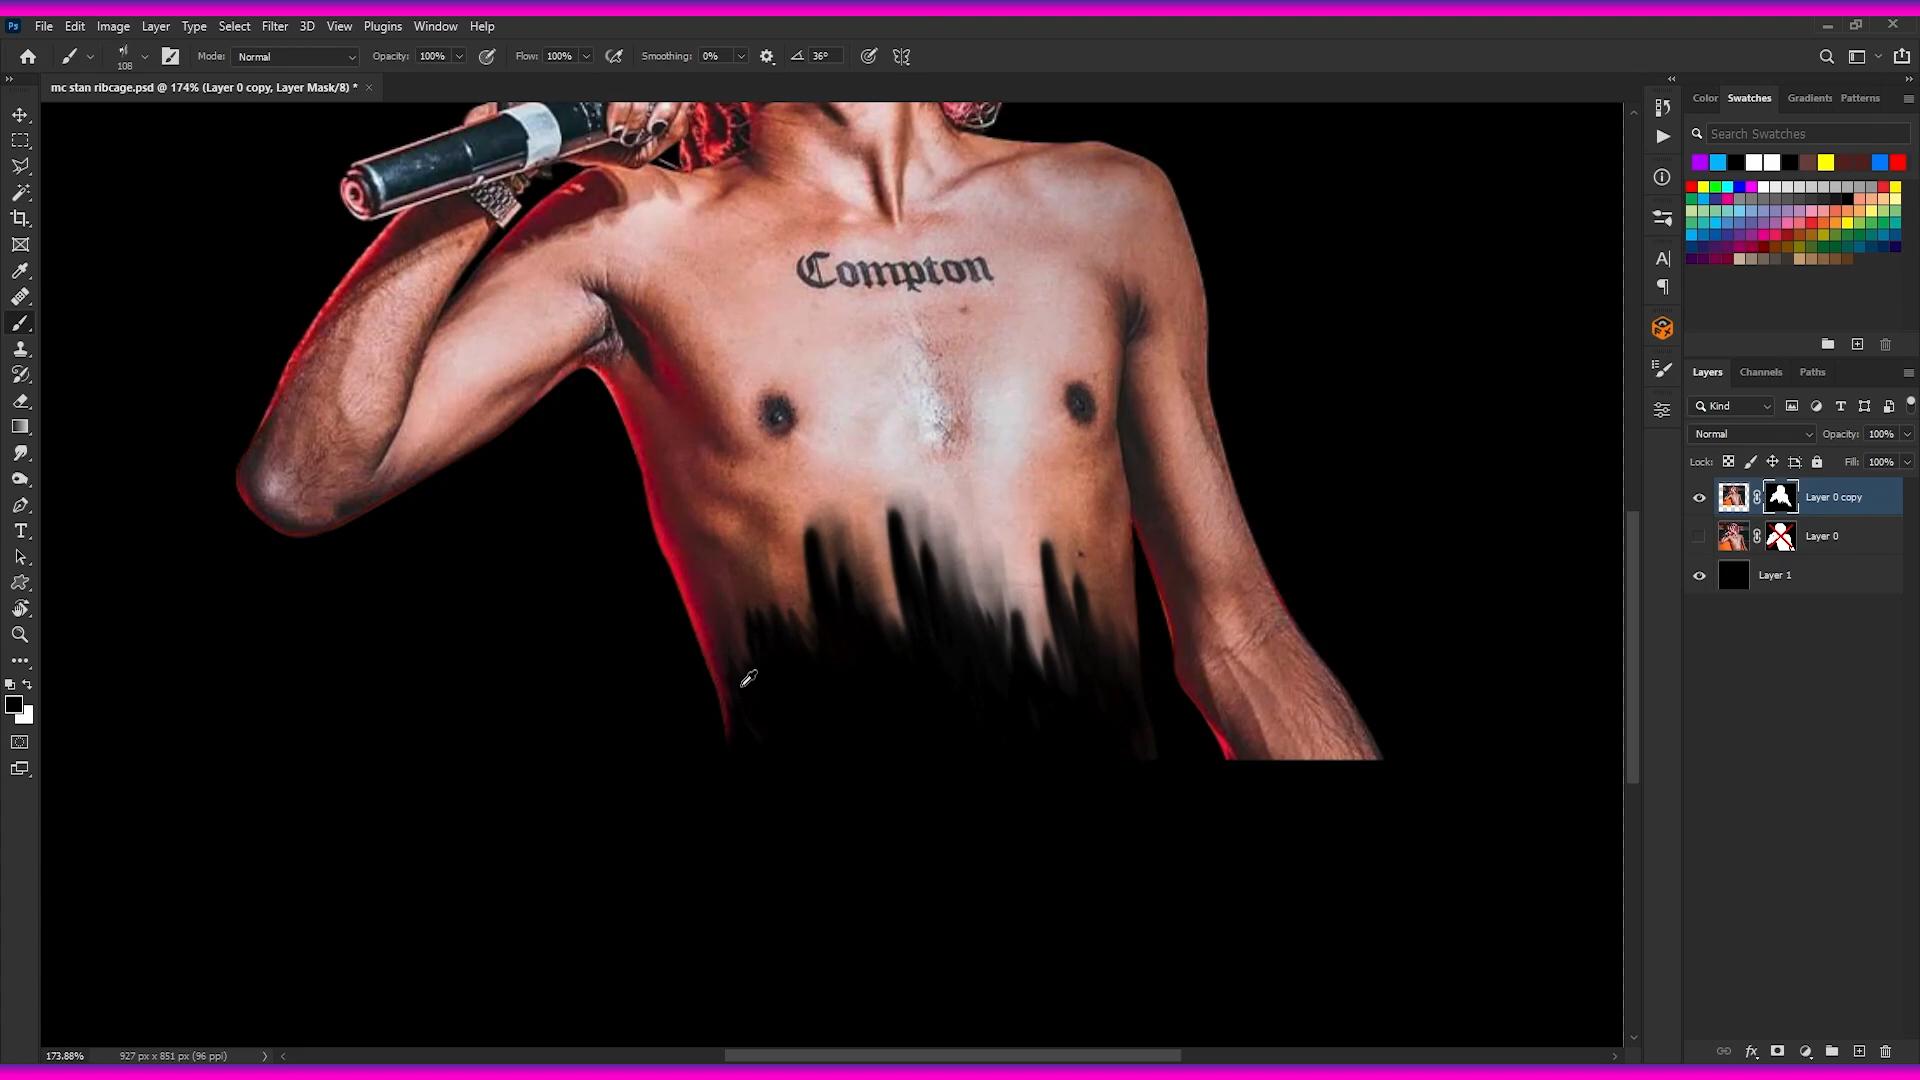 Ps File Edit Image Layer Type Select Filter 3D View Plugins Window Help
108 Mode: Normal Opacity: 100% Flow: 100% Smoothing: 0% 36°
mc stan ribcage.psd @ 174% (Layer 0 copy, Layer Mask/8) *
Color Swatches Gradients Patterns
Search Swatches
Compton
Layers Channels Paths
Kind
Normal Opacity: 100%
Lock: Fill: 100%
Layer 0 copy
Layer 0
Layer 1
173.88% 927 px x 851 px (96 ppi)